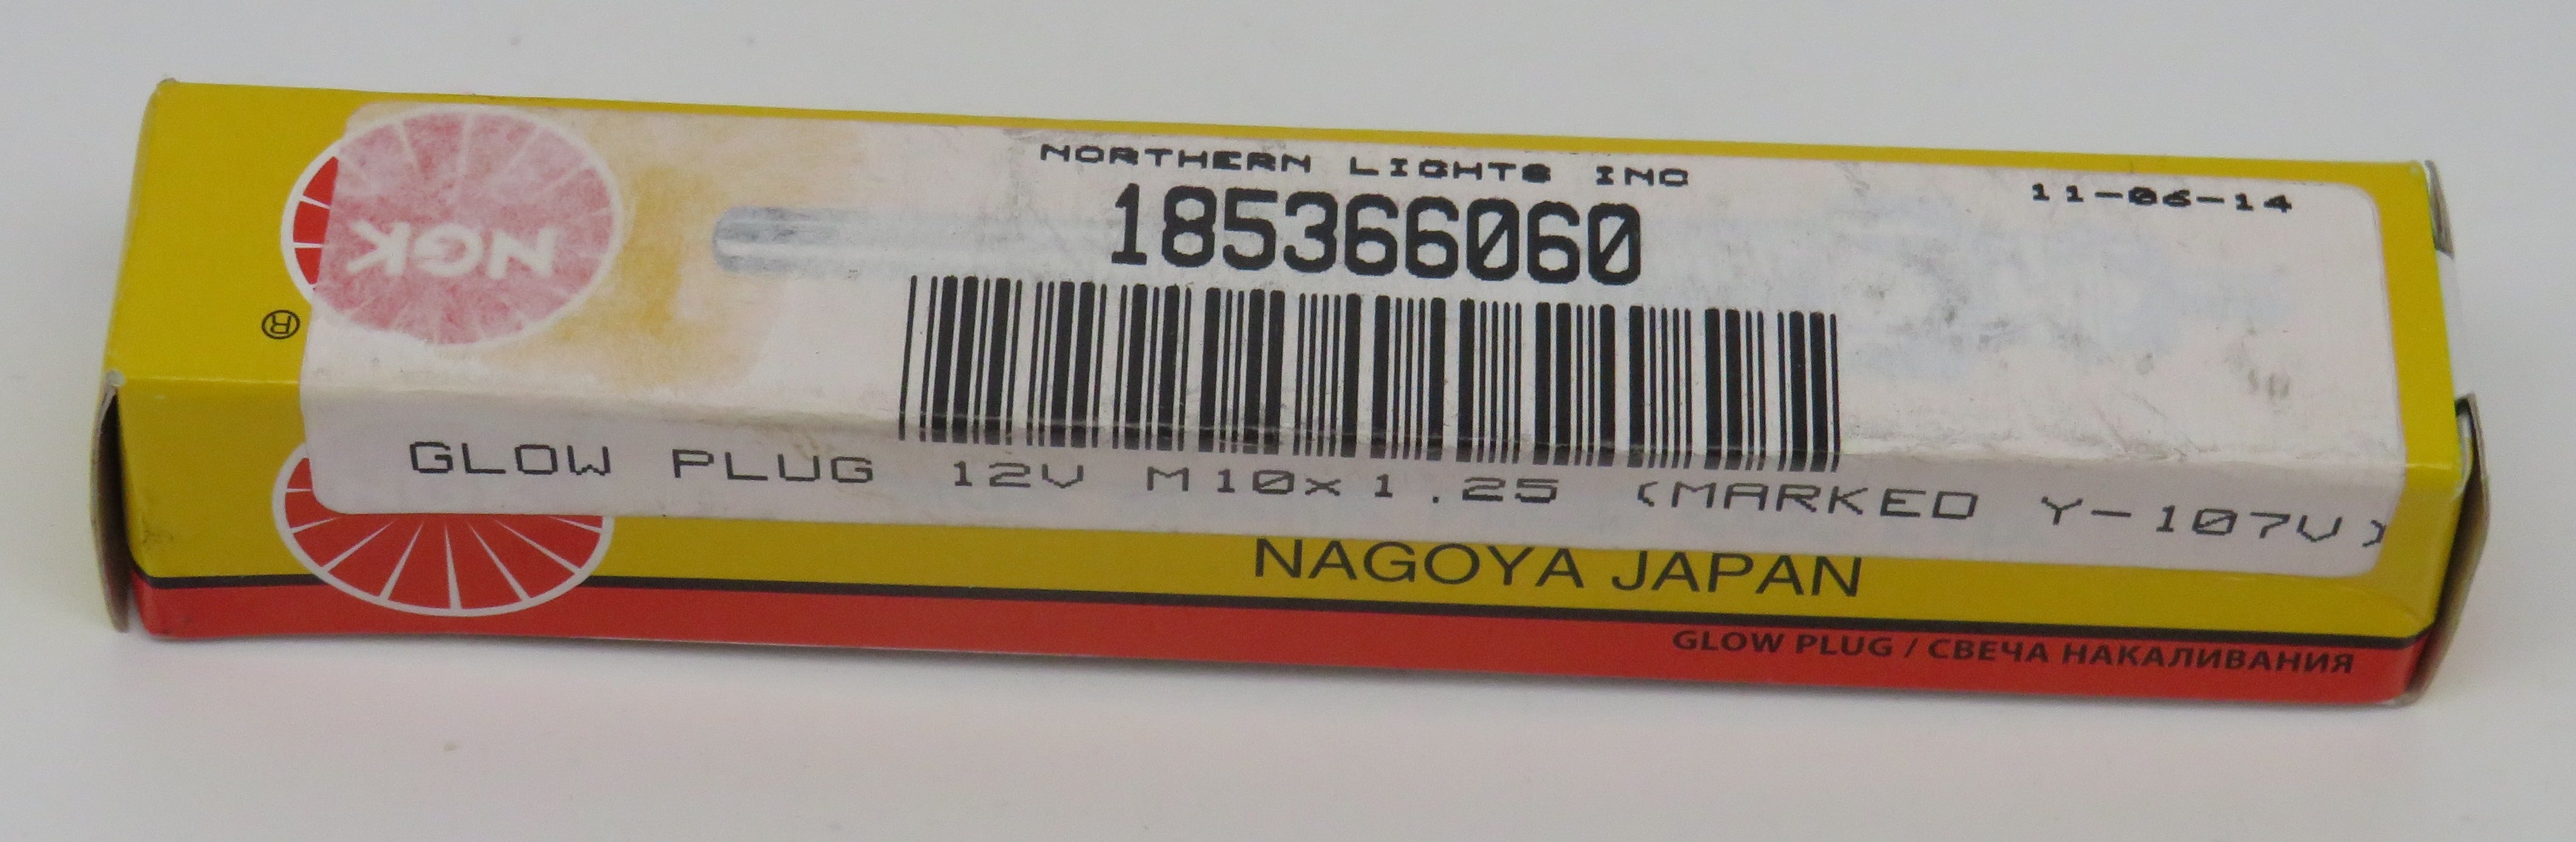 NORTHERN LIGHTS INC
11-06-14
185366060
NGK
®
GLOW PLUG 12V M10x1.25 (MARKED Y-107V)
NAGOYA JAPAN
GLOW PLUG / СВЕЧА НАКАЛИВАНИЯ